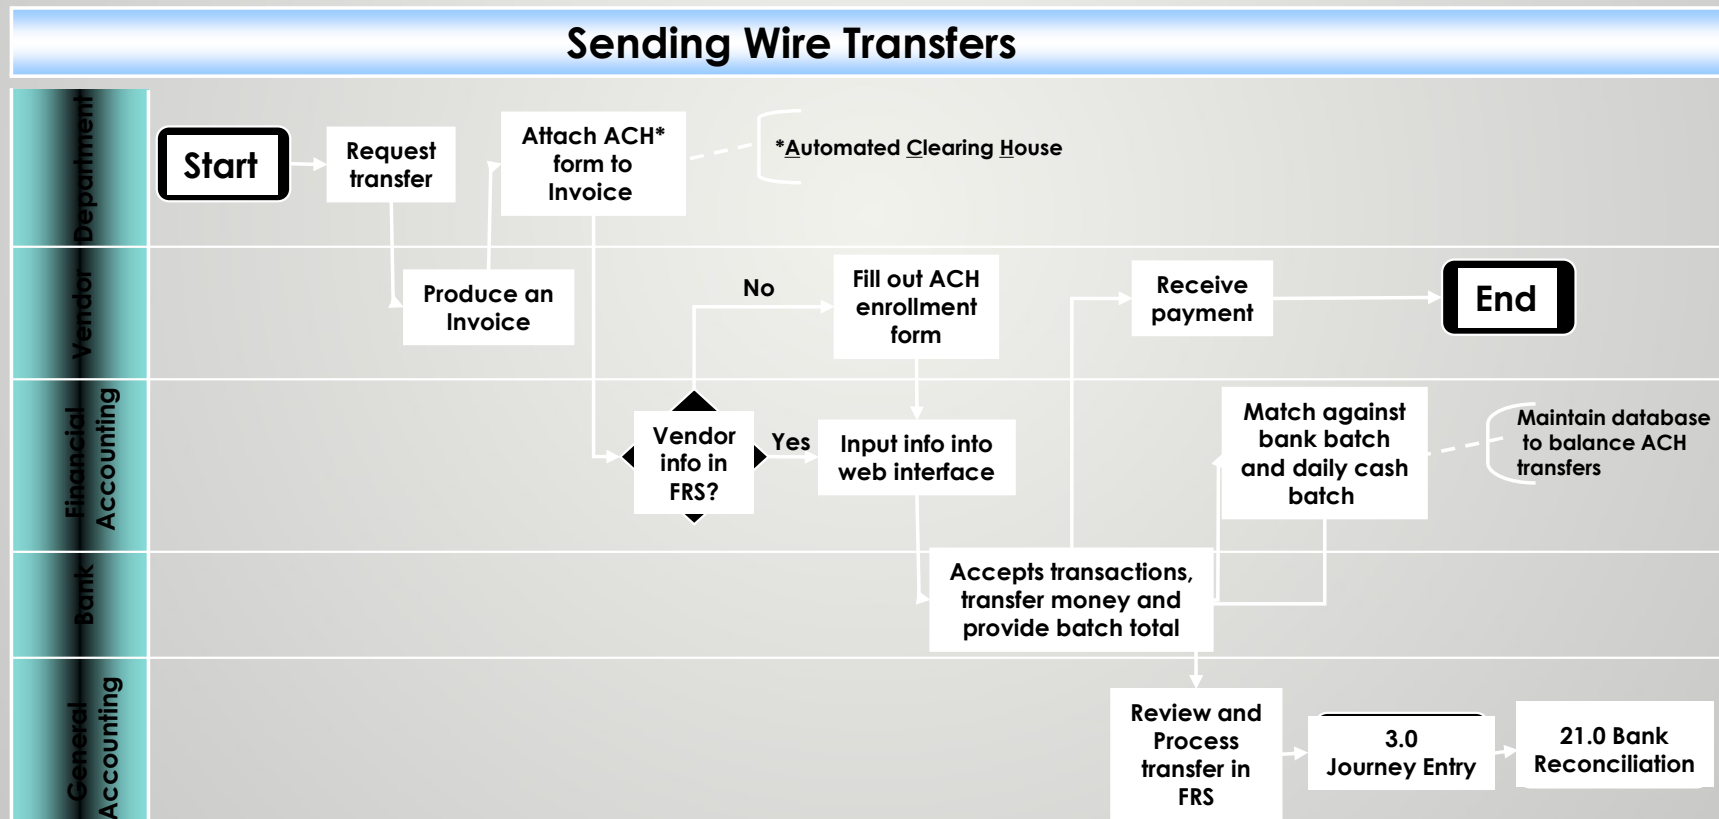 Sending Wire Transfers
Department
Start
Request
transfer
Attach ACH*
form to
Invoice
*Automated Clearing House
Vendor
Produce an
Invoice
No
Fill out ACH
enrollment
form
Receive
payment
End
Financial
Accounting
Vendor
info in
FRS?
Yes
Input info into
web interface
Match against
bank batch
and daily cash
batch
Maintain database
to balance ACH
transfers
Bank
Accepts transactions,
transfer money and
provide batch total
General
Accounting
Review and
Process
transfer in
FRS
3.0
Journey Entry
21.0 Bank
Reconciliation